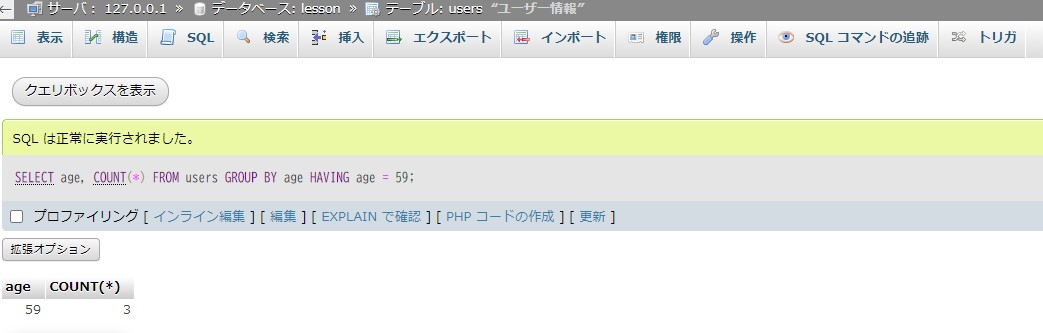 ← サーバ: 127.0.0.1 » データベース: lesson » テーブル: users “ユーザー情報”
表示 構造 SQL 検索 挿入 エクスポート インポート 権限 操作 SQL コマンドの追跡 トリガ
クエリボックスを表示
SQL は正常に実行されました。
SELECT age, COUNT(*) FROM users GROUP BY age HAVING age = 59;
プロファイリング [ インライン編集 ] [ 編集 ] [ EXPLAIN で確認 ] [ PHP コードの作成 ] [ 更新 ]
拡張オプション
age COUNT(*)
59 3